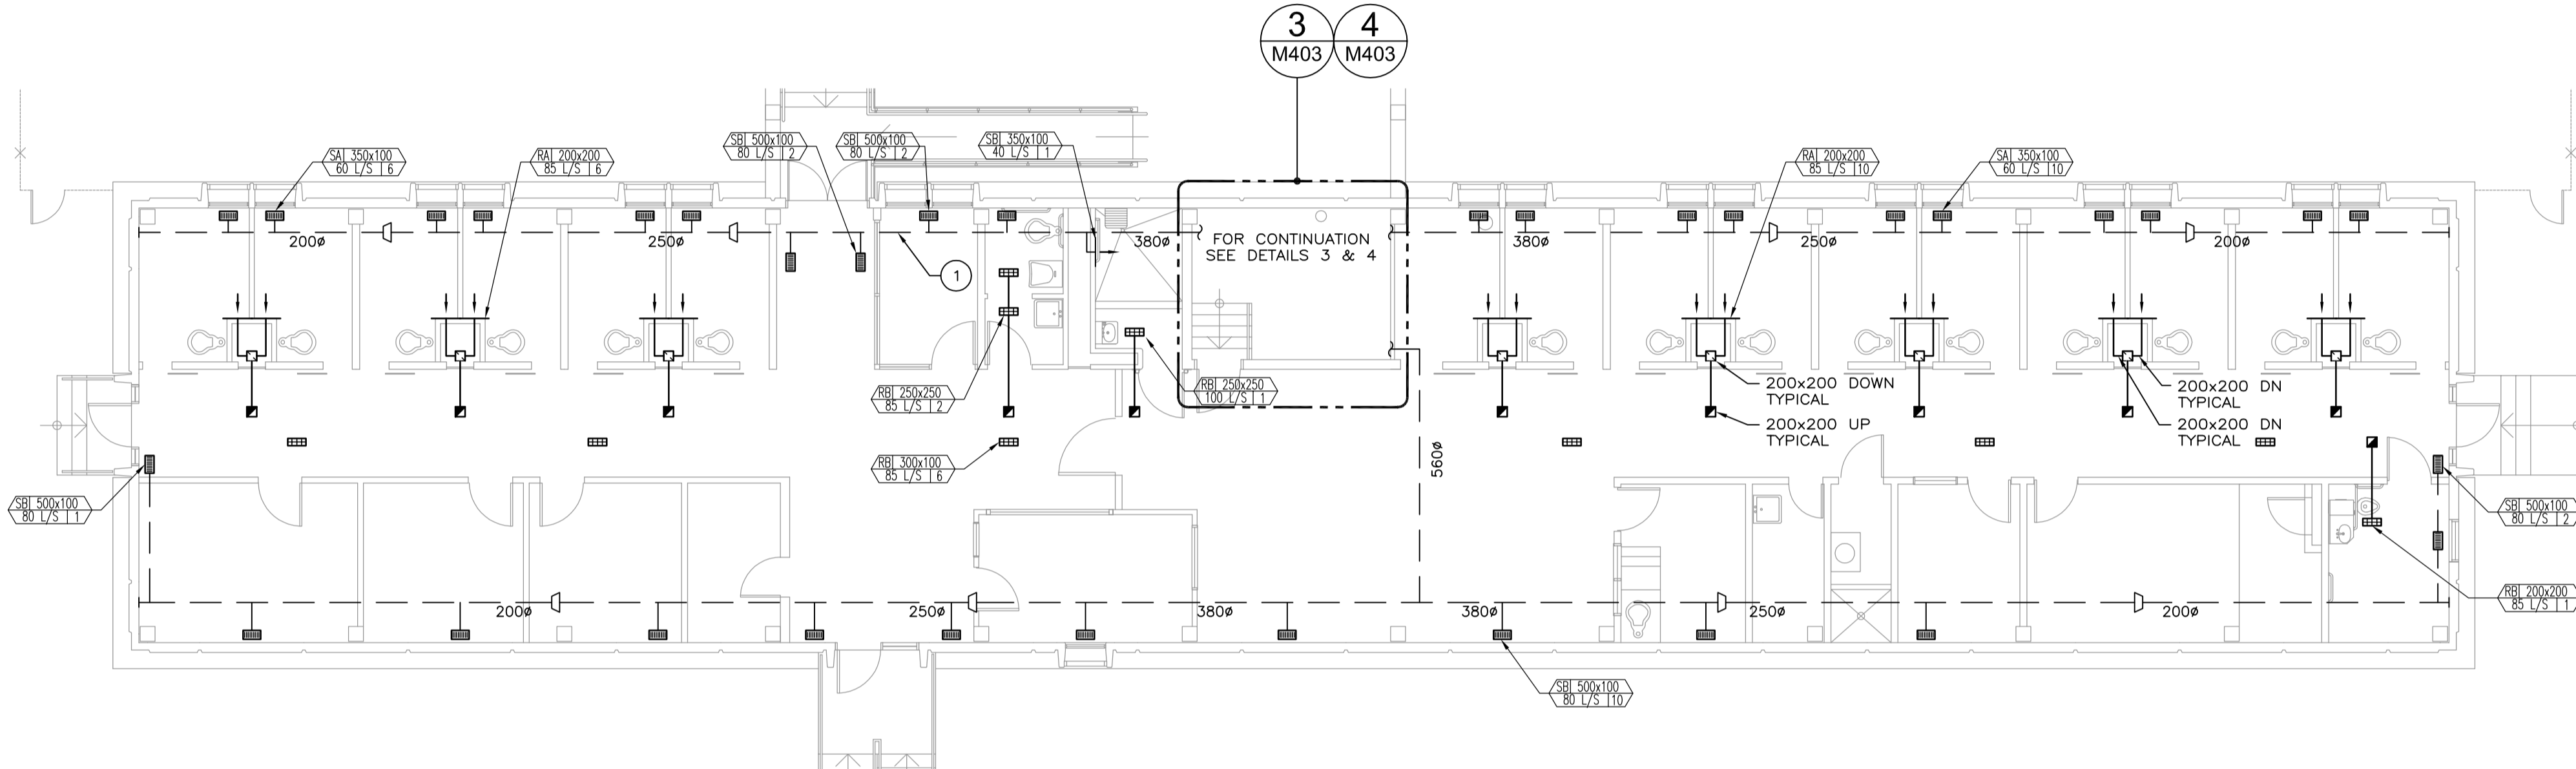 3
M403
4
M403
SB 500x100
80 L/S 2
SB 500x100
80 L/S 2
SB 350x100
40 L/S 1
SA 350x100
60 L/S 6
RA 200x200
85 L/S 6
RA 200x200
85 L/S 10
SA 350x100
60 L/S 10
200ø
250ø
380ø
FOR CONTINUATION
SEE DETAILS 3 & 4
380ø
250ø
200ø
1
RB 250x250
85 L/S 2
RB 250x250
100 L/S 1
200x200 DOWN
TYPICAL
200x200 UP
TYPICAL
200x200 DN
TYPICAL
200x200 DN
TYPICAL
RB 300x100
85 L/S 6
560ø
SB 500x100
80 L/S 1
SB 500x100
80 L/S 2
RB 200x200
85 L/S 1
200ø
250ø
380ø
380ø
250ø
200ø
SB 500x100
80 L/S 10